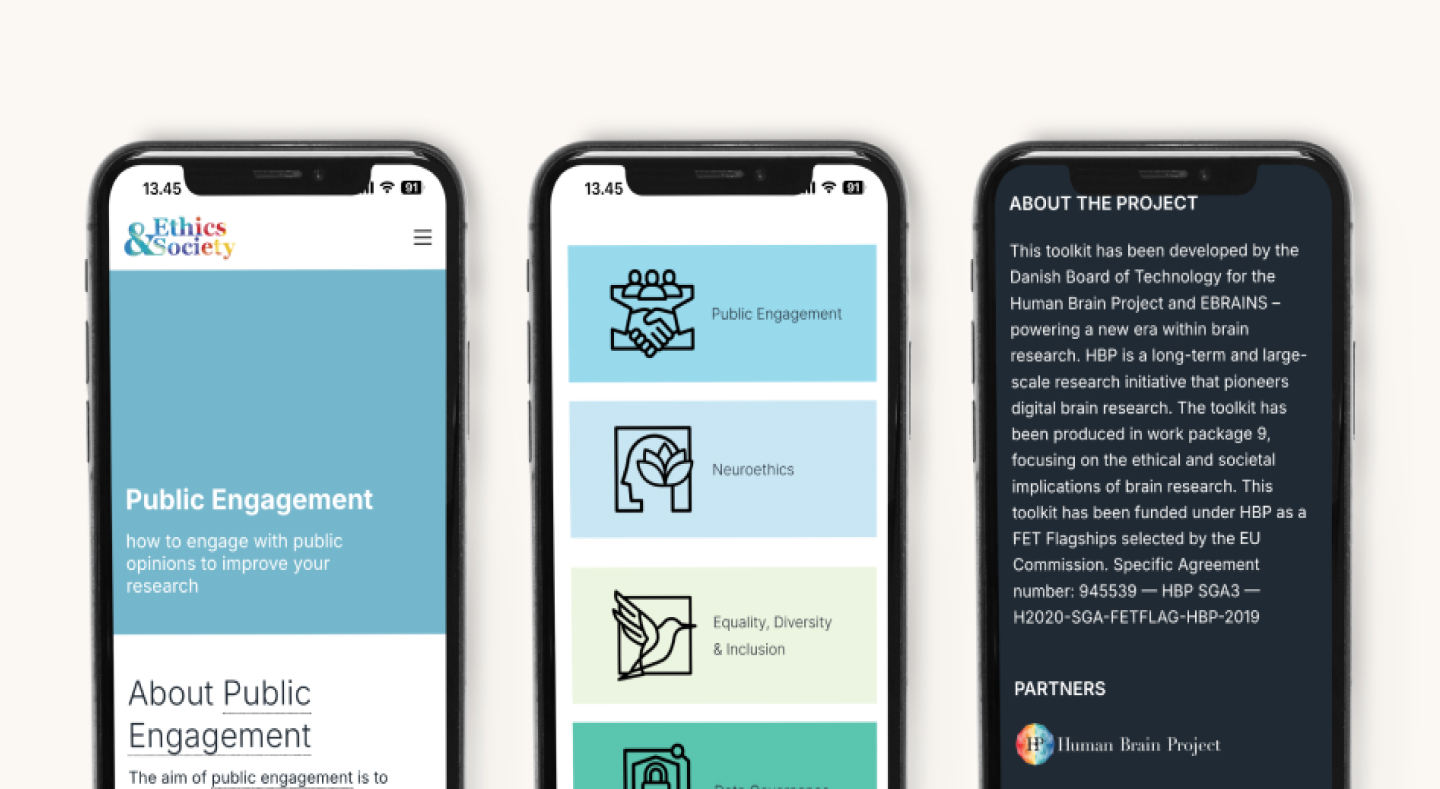 13.45
91
Ethics
&Society
Public Engagement
how to engage with public
opinions to improve your
research
About Public
Engagement
The aim of public engagement is to
13.45
91
Public Engagement
Neuroethics
Equality, Diversity
& Inclusion
Data Governance
ABOUT THE PROJECT
This toolkit has been developed by the
Danish Board of Technology for the
Human Brain Project and EBRAINS –
powering a new era within brain
research. HBP is a long-term and large-
scale research initiative that pioneers
digital brain research. The toolkit has
been produced in work package 9,
focusing on the ethical and societal
implications of brain research. This
toolkit has been funded under HBP as a
FET Flagships selected by the EU
Commission. Specific Agreement
number: 945539 — HBP SGA3 —
H2020-SGA-FETFLAG-HBP-2019
PARTNERS
HP Human Brain Project